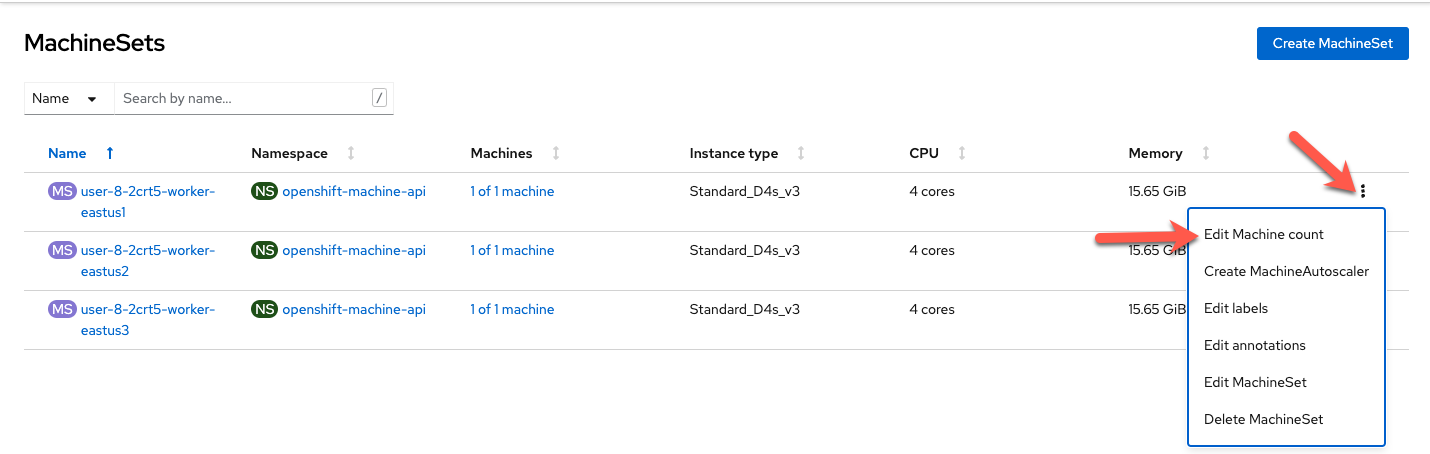 MachineSets
Create MachineSet
Name
Search by name...
/
Name
Namespace
Machines
Instance type
CPU
Memory
MS user-8-2crt5-worker-
eastus1
NS openshift-machine-api
1 of 1 machine
Standard_D4s_v3
4 cores
15.65 GiB
MS user-8-2crt5-worker-
eastus2
NS openshift-machine-api
1 of 1 machine
Standard_D4s_v3
4 cores
15.65 GiB
MS user-8-2crt5-worker-
eastus3
NS openshift-machine-api
1 of 1 machine
Standard_D4s_v3
4 cores
15.65 GiB
Edit Machine count
Create MachineAutoscaler
Edit labels
Edit annotations
Edit MachineSet
Delete MachineSet